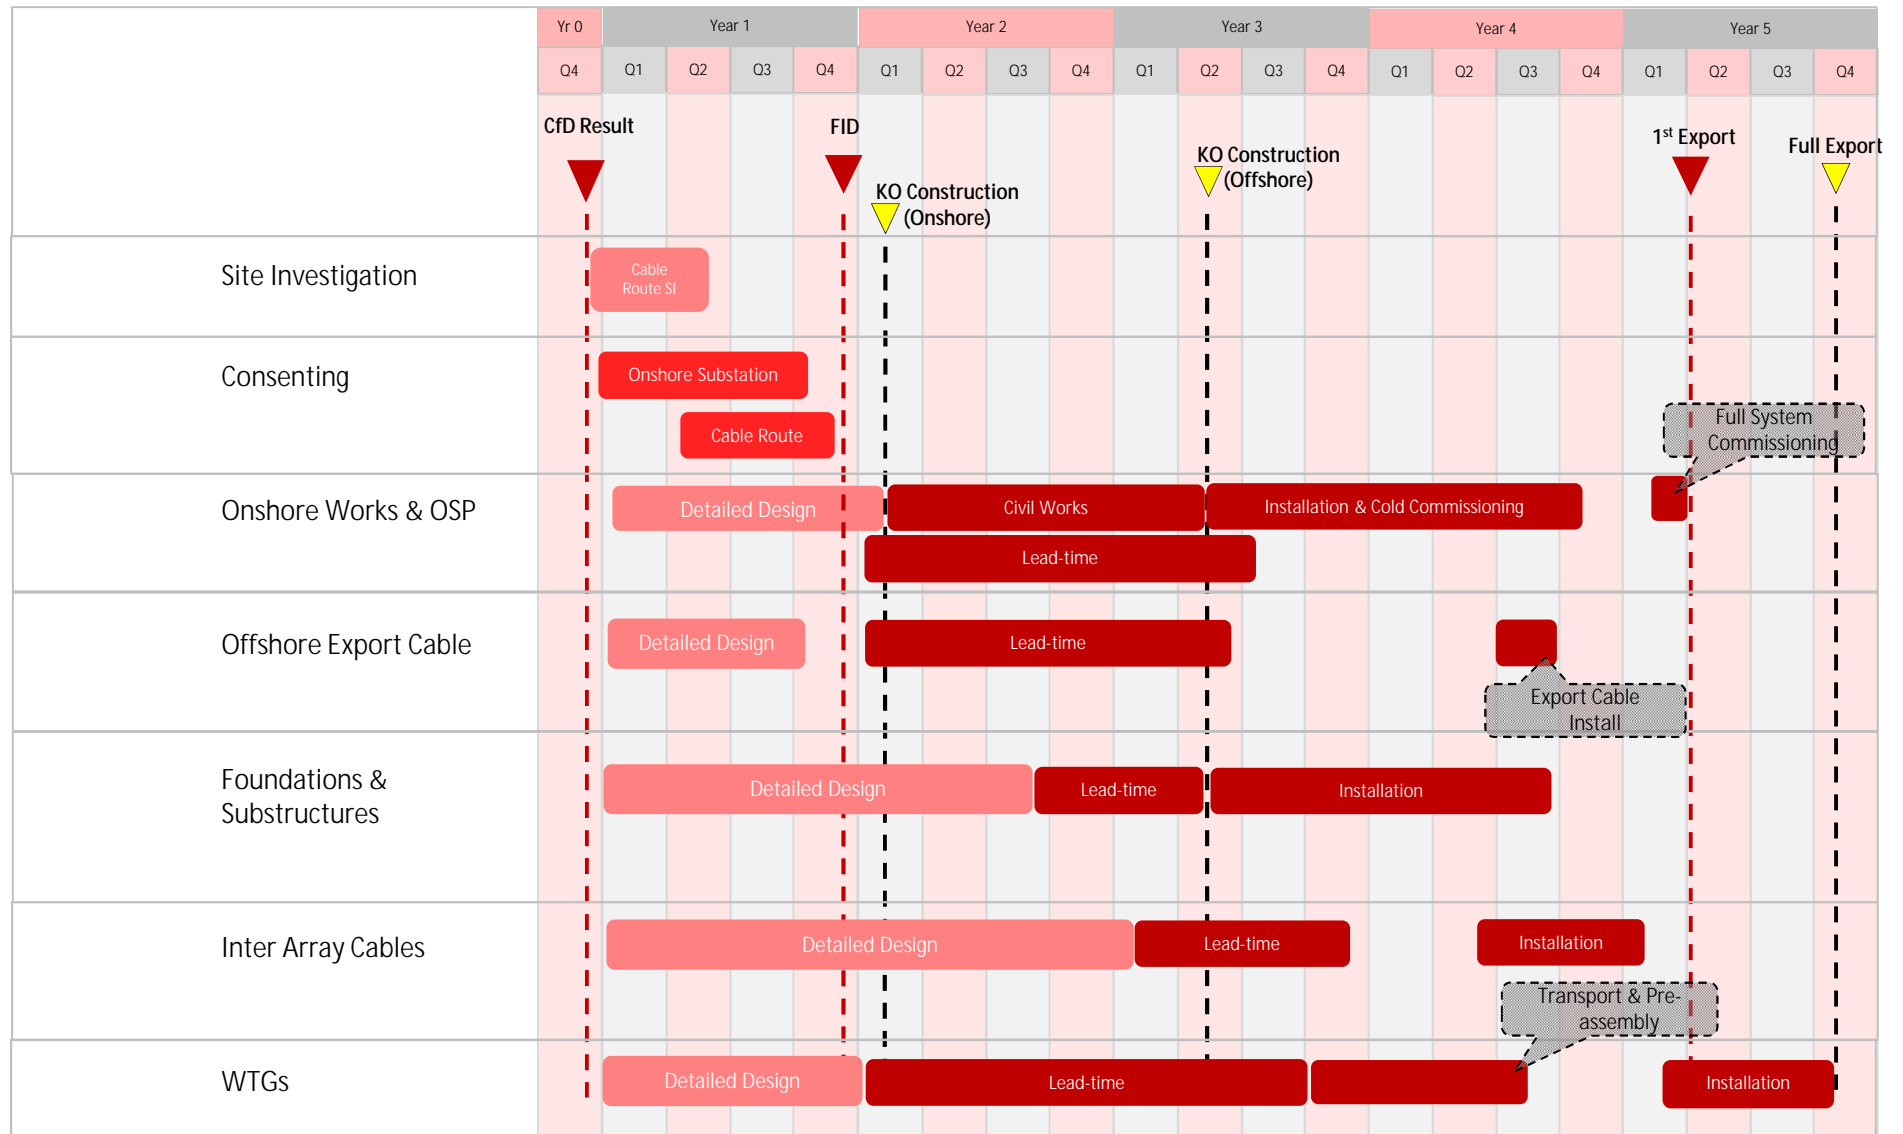 Yr 0
Year 1
Year 2
Year 3
Year 4
Year 5
Q4
Q1
Q2
Q3
Q4
Q1
Q2
Q3
Q4
Q1
Q2
Q3
Q4
Q1
Q2
Q3
Q4
Q1
Q2
Q3
Q4
CfD Result
FID
KO Construction
(Onshore)
KO Construction
(Offshore)
1st Export
Full Export
Site Investigation
Cable
Route SI
Consenting
Onshore Substation
Cable Route
Full System
Commissioning
Onshore Works & OSP
Detailed Design
Civil Works
Installation & Cold Commissioning
Lead-time
Offshore Export Cable
Detailed Design
Lead-time
Export Cable
Install
Foundations &
Substructures
Detailed Design
Lead-time
Installation
Inter Array Cables
Detailed Design
Lead-time
Installation
Transport & Pre-
assembly
WTGs
Detailed Design
Lead-time
Installation